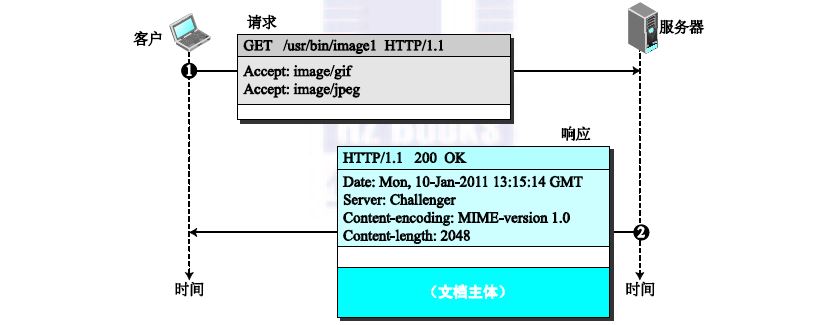 请求
客户
服务器
GET /usr/bin/image1 HTTP/1.1
1
Accept: image/gif
Accept: image/jpeg
响应
HTTP/1.1 200 OK
Date: Mon, 10-Jan-2011 13:15:14 GMT
Server: Challenger
Content-encoding: MIME-version 1.0
Content-length: 2048
2
时间
（文档主体）
时间